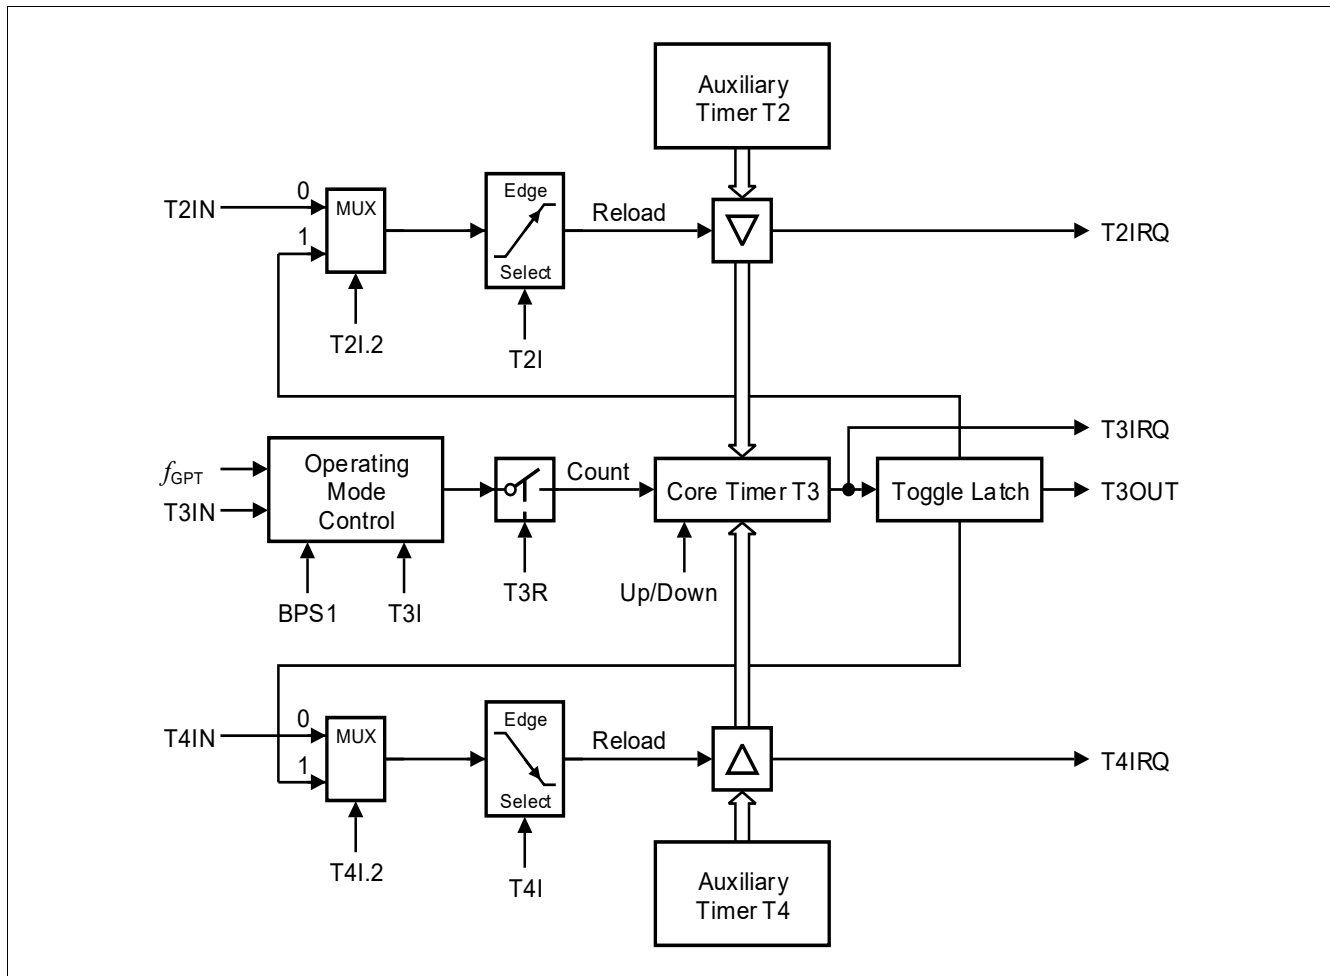 Auxiliary
Timer T2
T2IN
0
1
MUX
T2I.2
Edge
Select
T2I
Reload
T2IRQ
T3IRQ
fGPT
T3IN
Operating
Mode
Control
BPS1
T3I
T3R
Count
Core Timer T3
Up/Down
Toggle Latch
T3OUT
T4IN
0
1
MUX
T4I.2
Edge
Select
T4I
Reload
T4IRQ
Auxiliary
Timer T4